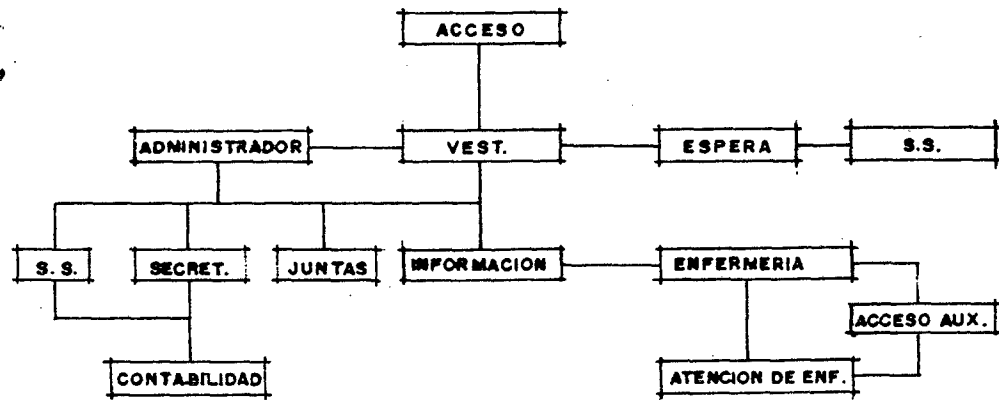 ACCESO
ADMINISTRADOR
VEST.
ESPERA
S.S.
S. S.
SECRET.
JUNTAS
INFORMACION
ENFERMERIA
ACCESO AUX.
CONTABILIDAD
ATENCION DE ENF.